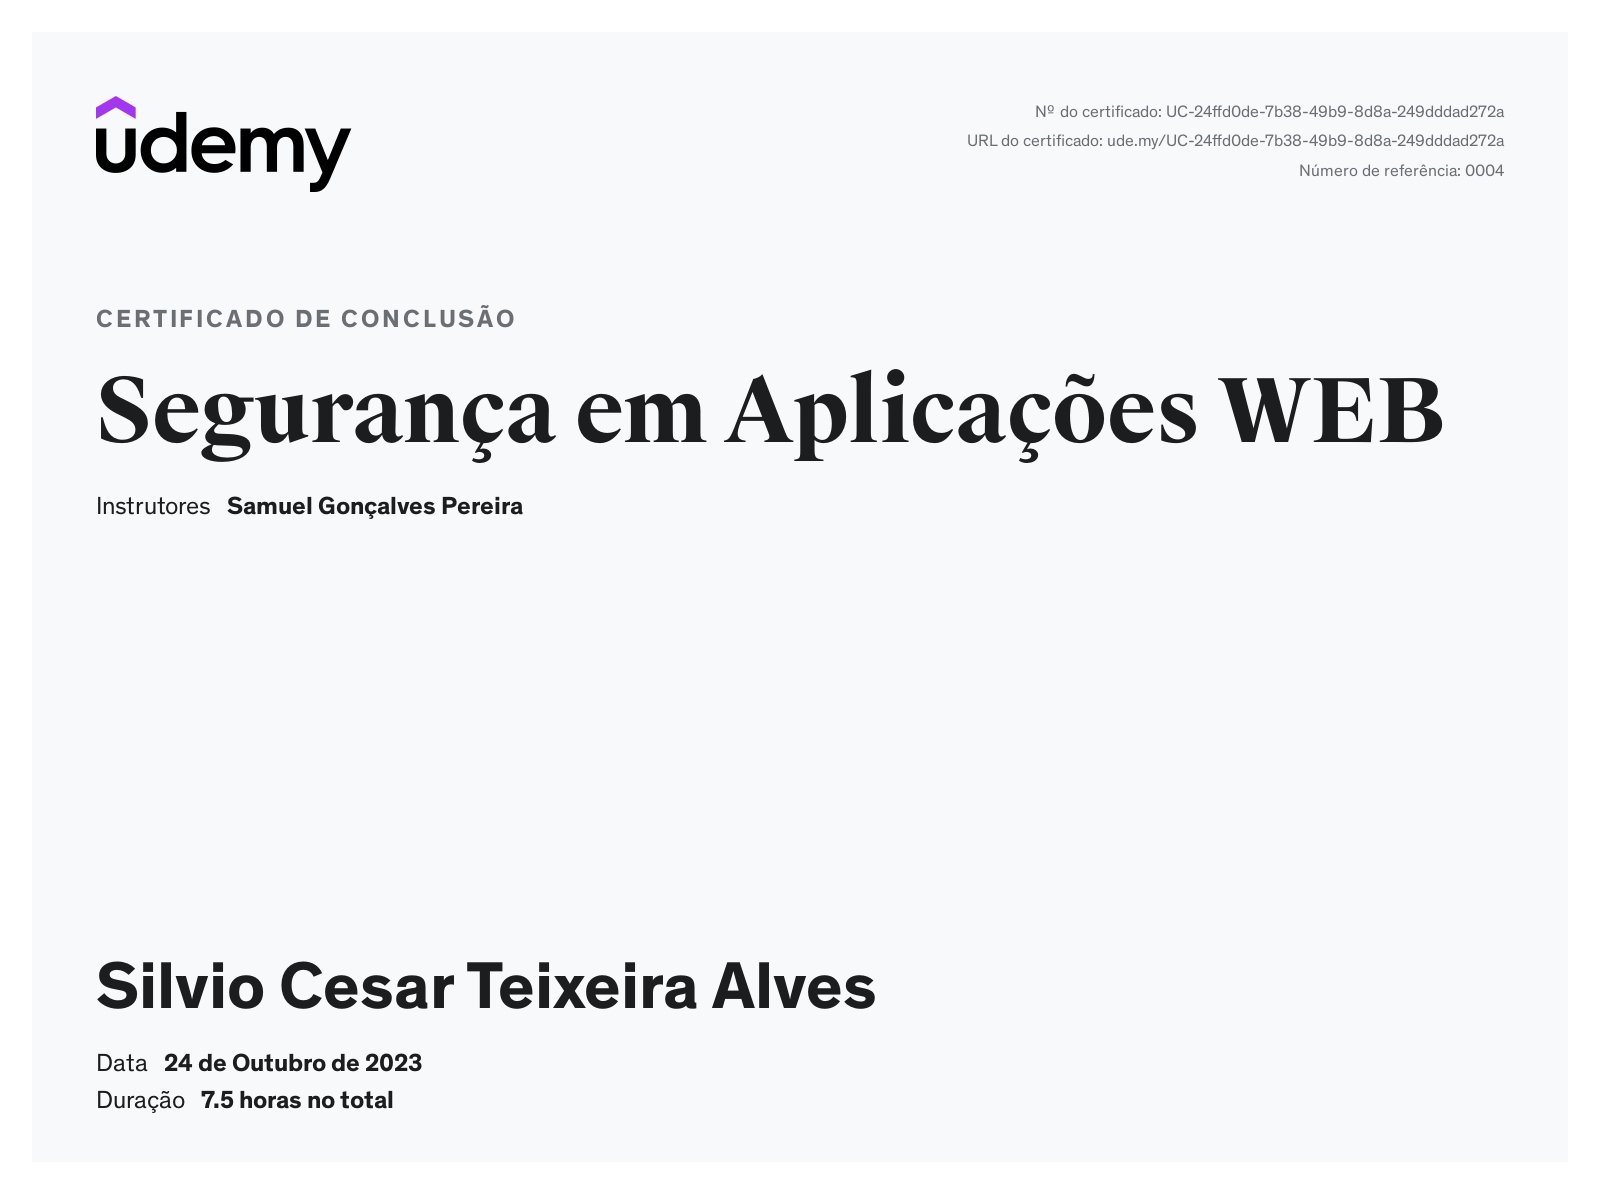 udemy
Nº do certificado: UC-24ffd0de-7b38-49b9-8d8a-249dddad272a
URL do certificado: ude.my/UC-24ffd0de-7b38-49b9-8d8a-249dddad272a
Número de referência: 0004
CERTIFICADO DE CONCLUSÃO
Segurança em Aplicações WEB
Instrutores Samuel Gonçalves Pereira
Silvio Cesar Teixeira Alves
Data 24 de Outubro de 2023
Duração 7.5 horas no total